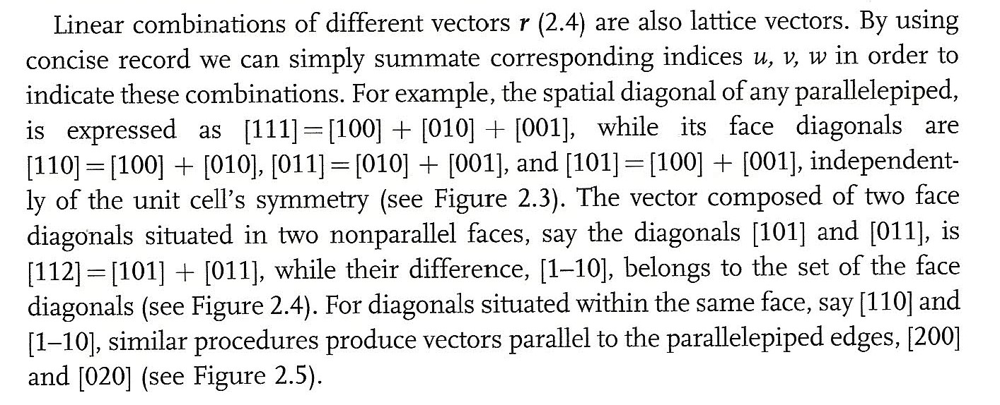 Linear combinations of different vectors r (2.4) are also lattice vectors. By using
concise record we can simply summate corresponding indices u, v, w in order to
indicate these combinations. For example, the spatial diagonal of any parallelepiped,
is expressed as [111]=[100] + [010] + [001], while its face diagonals are
[110]=[100] + [010], [011]=[010] + [001], and [101]=[100] + [001], independent-
ly of the unit cell's symmetry (see Figure 2.3). The vector composed of two face
diagonals situated in two nonparallel faces, say the diagonals [101] and [011], is
[112]=[101] + [011], while their difference, [1–10], belongs to the set of the face
diagonals (see Figure 2.4). For diagonals situated within the same face, say [110] and
[1–10], similar procedures produce vectors parallel to the parallelepiped edges, [200]
and [020] (see Figure 2.5).